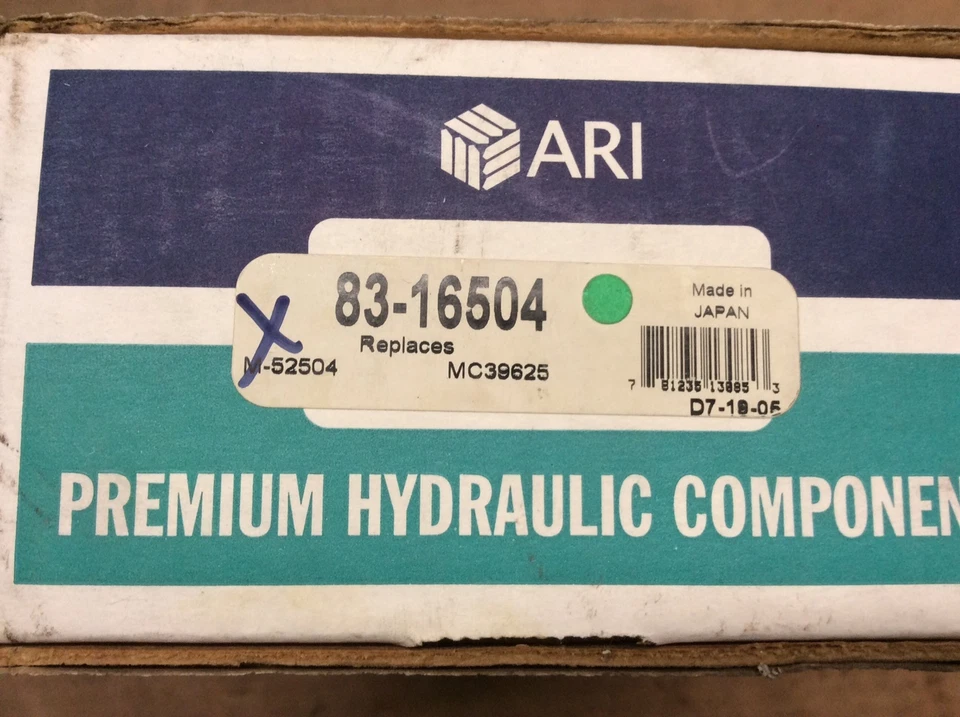 ARI
83-16504
Made in
JAPAN
Replaces
M-52504
MC39625
7 81235 13885 3
D7-19-05
PREMIUM HYDRAULIC COMPONEN